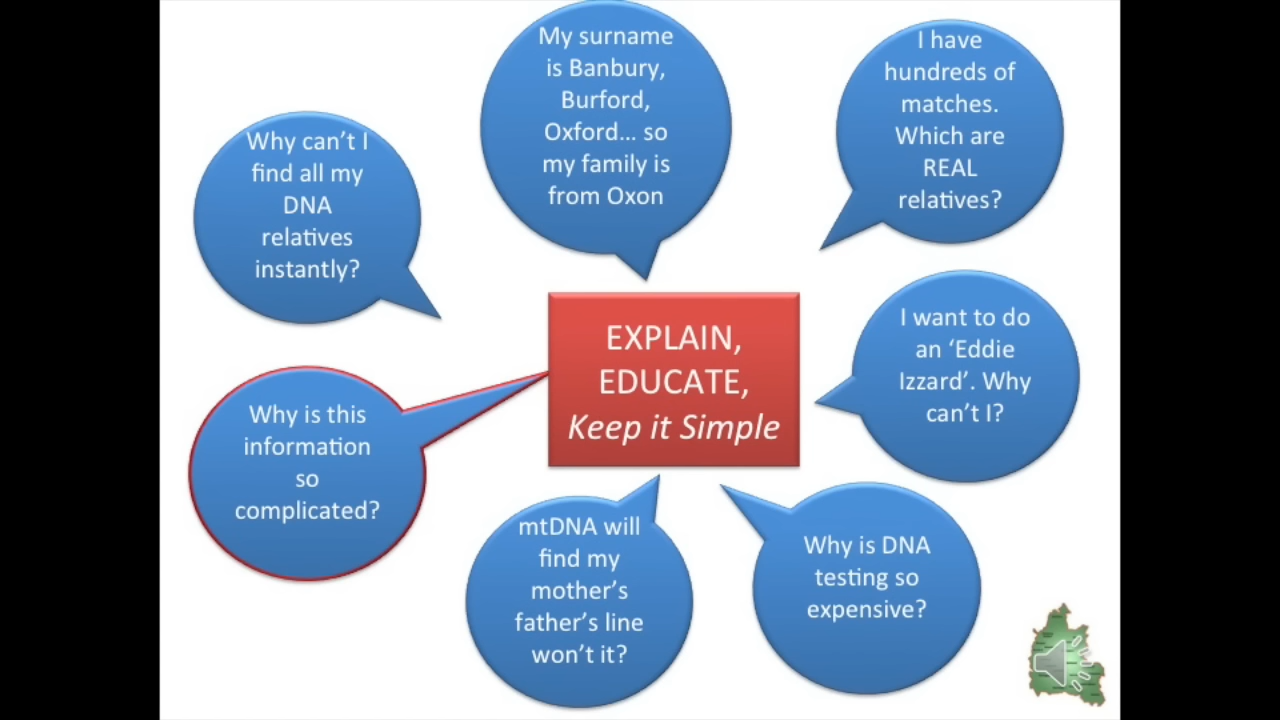 My surname
is Banbury,
Burford,
Oxford... so
my family is
from Oxon
I have
hundreds of
matches.
Which are
REAL
relatives?
Why can't I
find all my
DNA
relatives
instantly?
EXPLAIN,
EDUCATE,
Keep it Simple
I want to do
an 'Eddie
Izzard'. Why
can't I?
Why is this
information
so
complicated?
mtDNA will
find my
mother's
father's line
won't it?
Why is DNA
testing so
expensive?